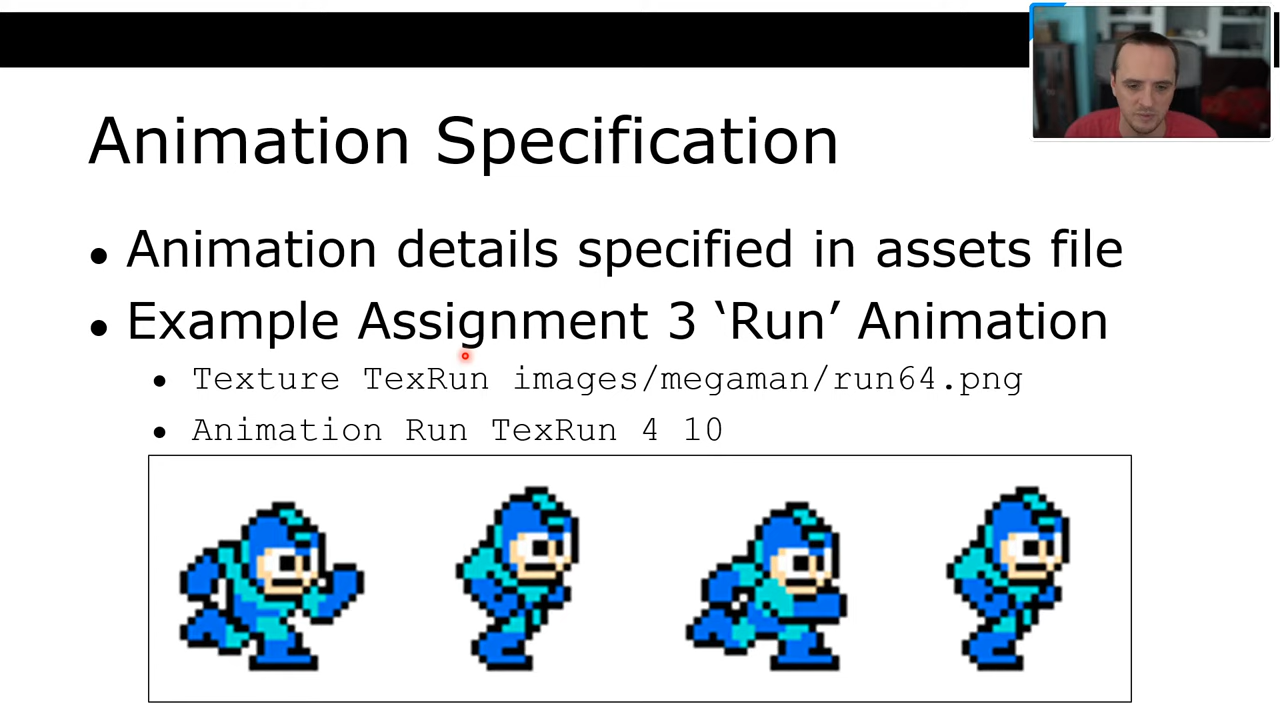 Animation Specification
Animation details specified in assets file
Example Assignment 3 ‘Run’ Animation
Texture TexRun images/megaman/run64.png
Animation Run TexRun 4 10